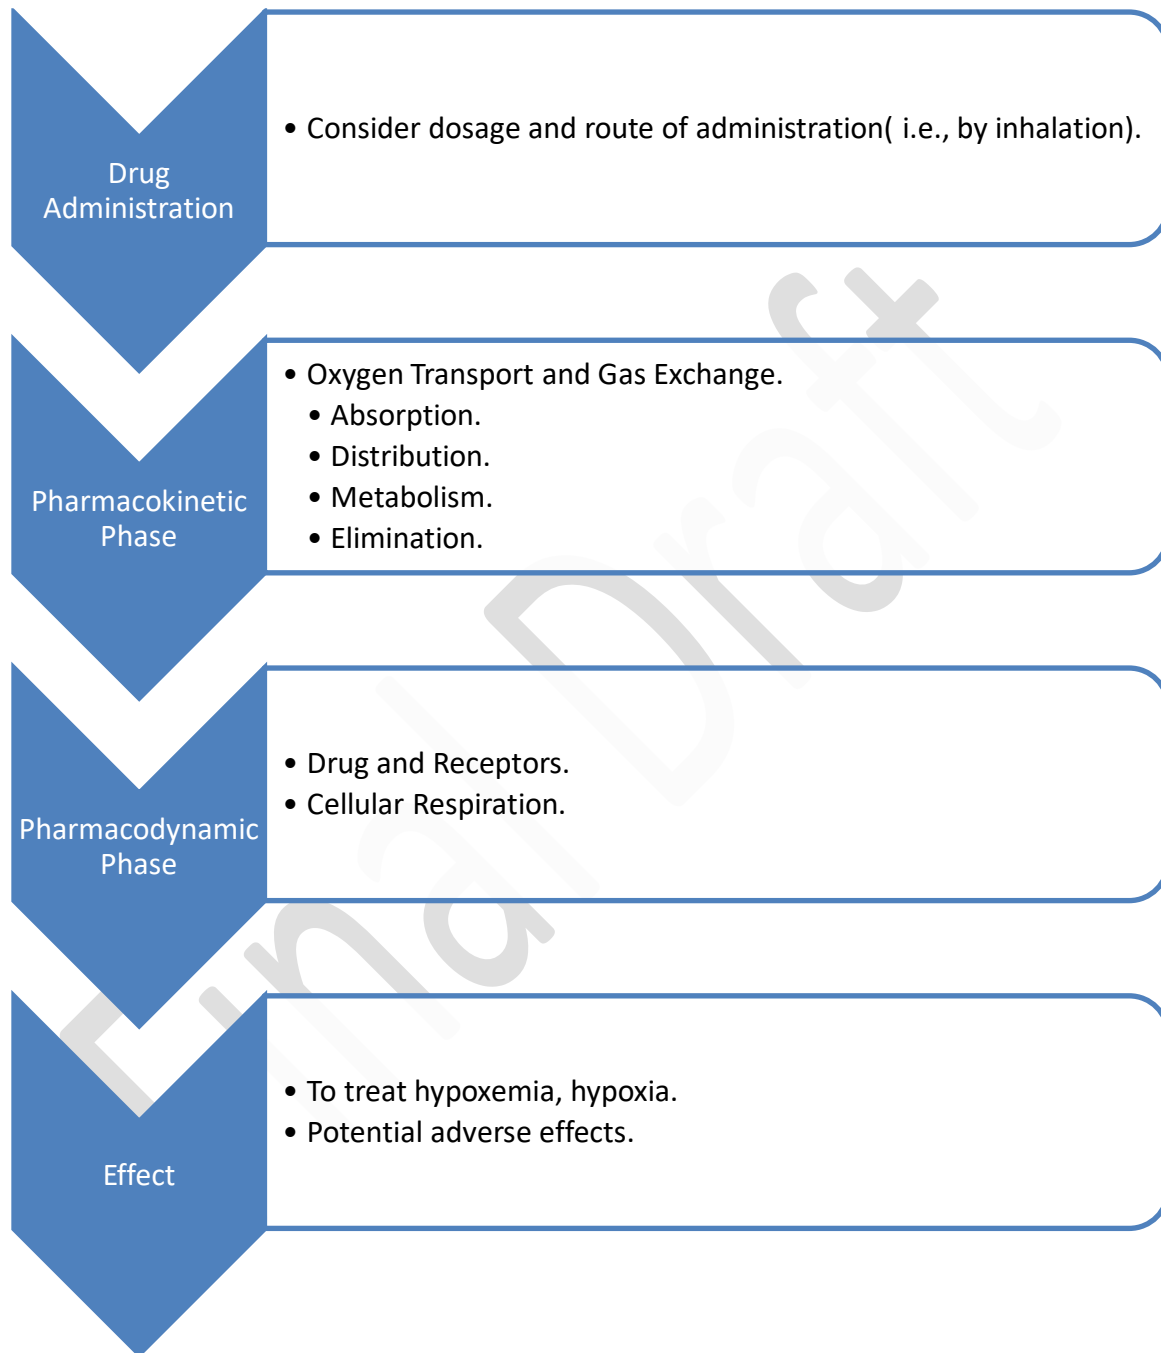 Drug
Administration
• Consider dosage and route of administration( i.e., by inhalation).
Pharmacokinetic
Phase
• Oxygen Transport and Gas Exchange.
• Absorption.
• Distribution.
• Metabolism.
• Elimination.
Pharmacodynamic
Phase
• Drug and Receptors.
• Cellular Respiration.
Effect
• To treat hypoxemia, hypoxia.
• Potential adverse effects.
Final Draft